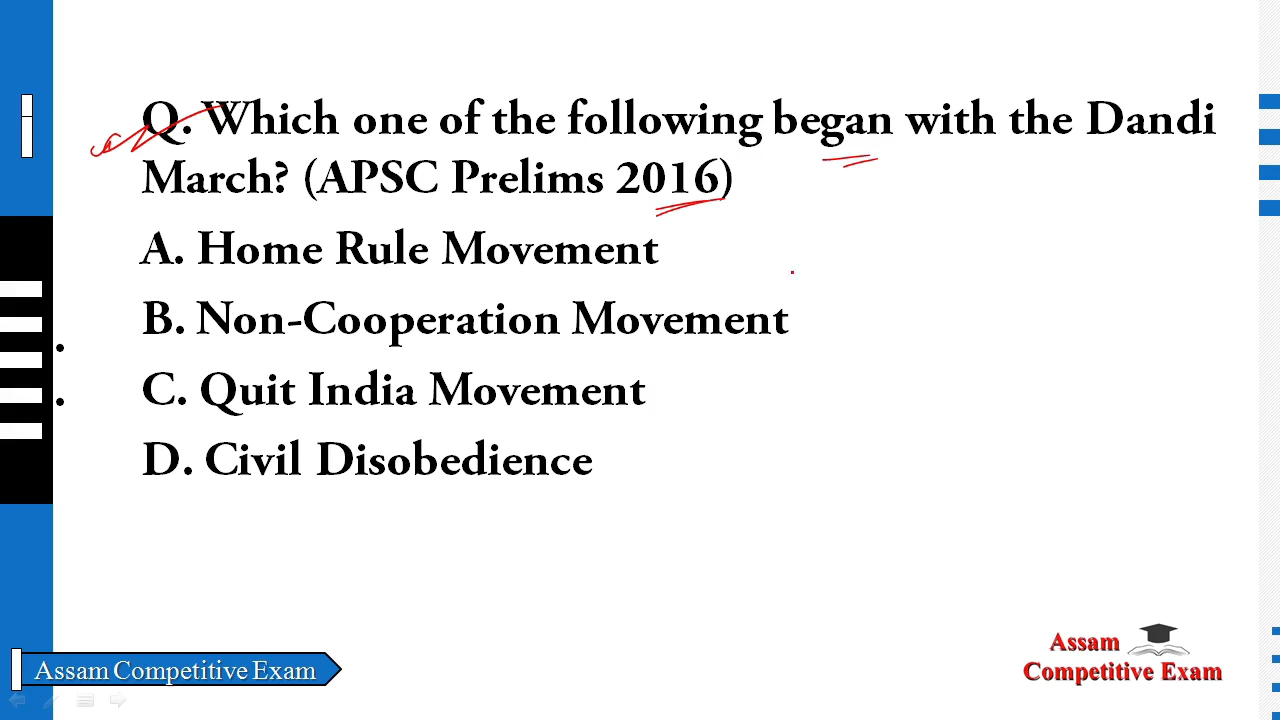 Q. Which one of the following began with the Dandi
March? (APSC Prelims 2016)
A. Home Rule Movement
B. Non-Cooperation Movement
C. Quit India Movement
D. Civil Disobedience
Assam Competitive Exam
Assam
Competitive Exam